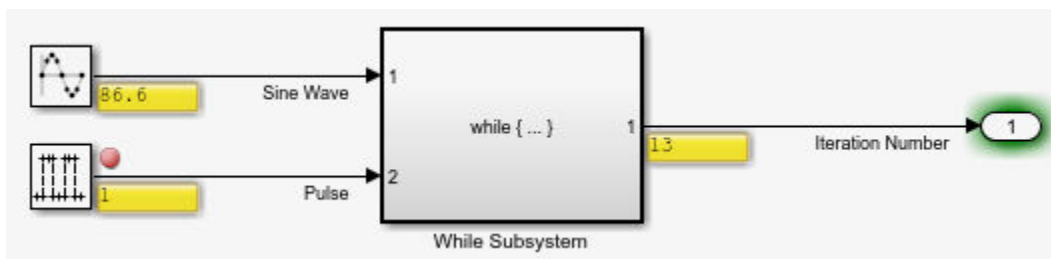 86.6
Sine Wave
1
while { ... }
1
13
Iteration Number
1
1
Pulse
2
While Subsystem